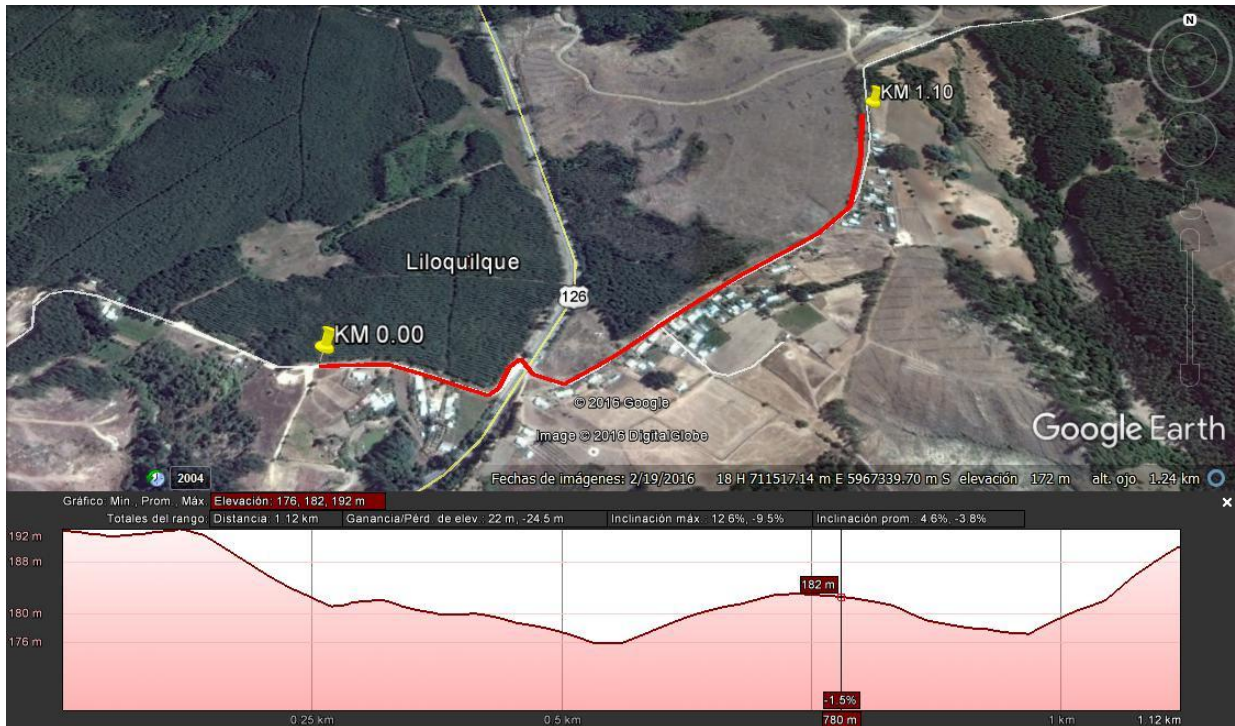 N
KM 1.10
Liloquilque
126
KM 0.00
© 2016 Google
Image © 2016 DigitalGlobe
Google Earth
2004
Fechas de imágenes: 2/19/2016 18 H 711517.14 m E 5967339.70 m S elevación 172 m alt. ojo 1.24 km
Gráfico: Mín., Prom., Máx. Elevación: 176, 182, 192 m
Totales del rango: Distancia: 1.12 km Ganancia/Pérd. de elev.: 22 m, -24.5 m Inclinación máx.: 12.6%, -9.5% Inclinación prom.: 4.6%, -3.8%
192 m
188 m
182 m
180 m
176 m
-1.5%
0.25 km 0.5 km 780 m 1 km 1.12 km